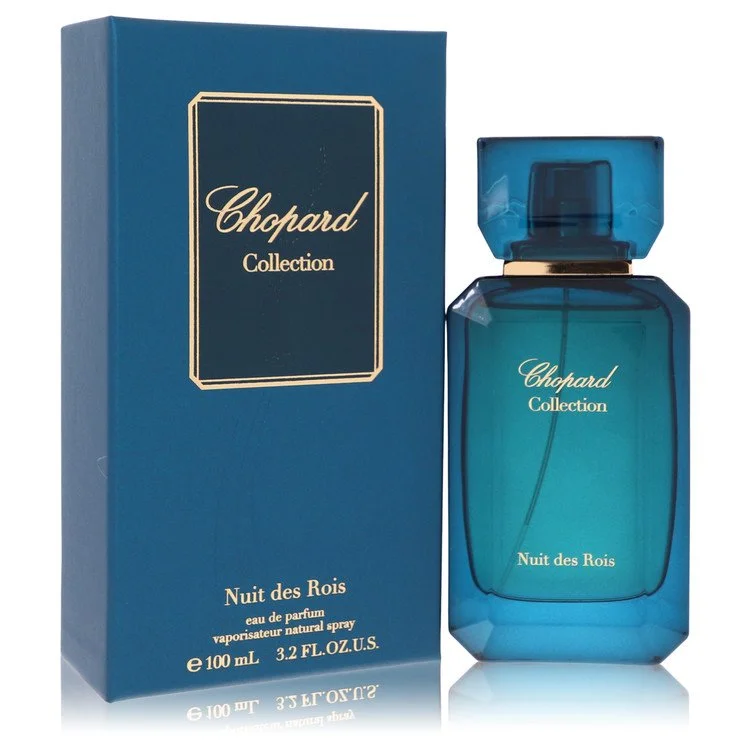 Chopard
Collection
Nuit des Rois
eau de parfum
vaporisateur natural spray
e 100 mL 3.2 FL.OZ.U.S.
Chopard
Collection
Nuit des Rois